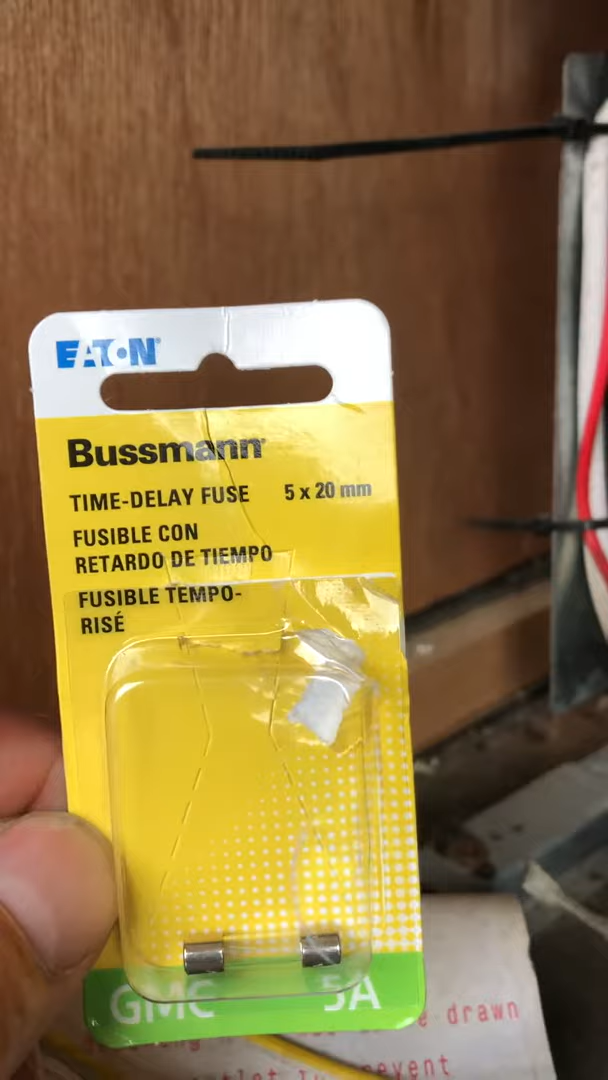 EATON
Bussmann
TIME-DELAY FUSE 5 x 20 mm
FUSIBLE CON
RETARDO DE TIEMPO
FUSIBLE TEMPO-
RISÉ
GMC 5A
drawn